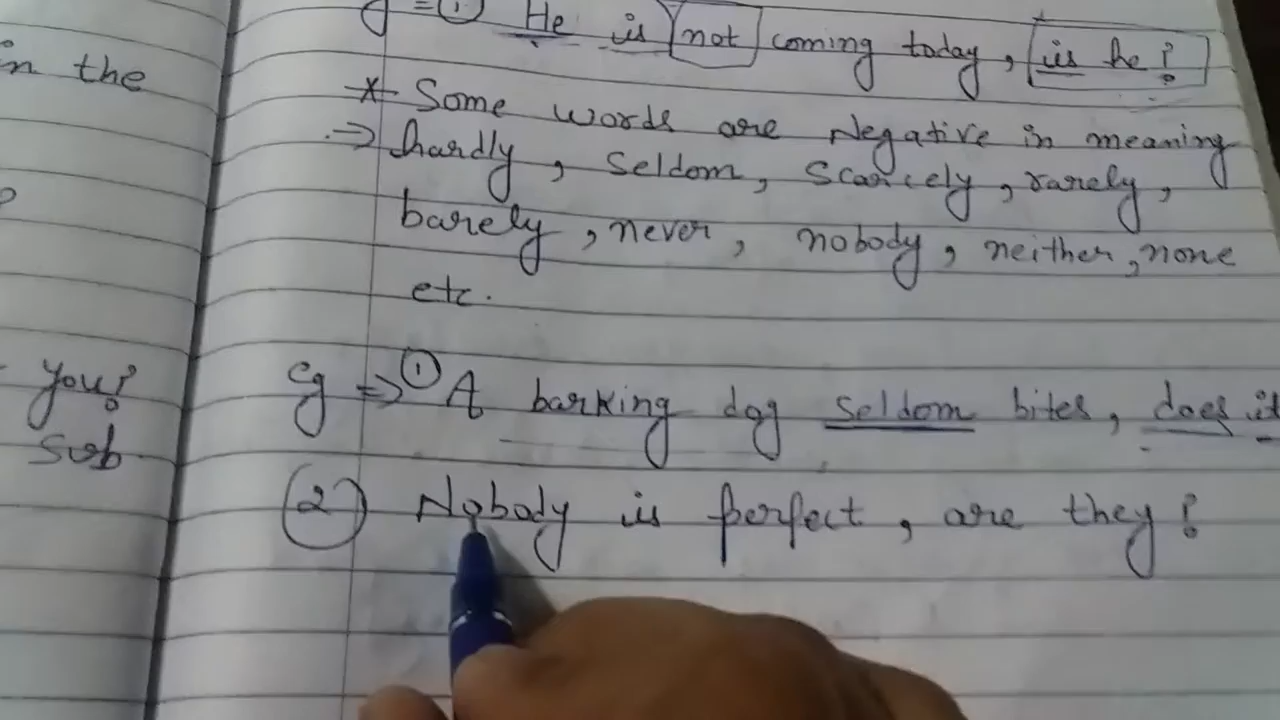 in the
you?
sub
g = ① He is not coming today, is he?
* Some words are Negative in meaning
⇒ hardly, seldom, scarcely, rarely,
barely, never, nobody, neither, none
etc.
eg ⇒ ① A barking dog seldom bites, does it
② Nobody is perfect, are they?